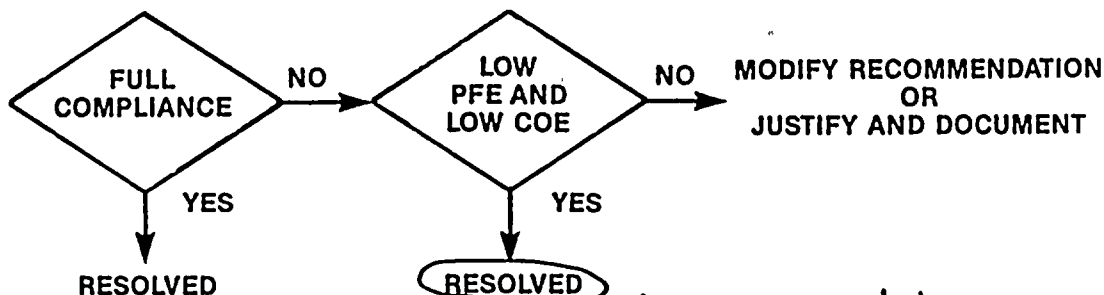 FULL
COMPLIANCE
NO
LOW
PFE AND
LOW COE
NO
MODIFY RECOMMENDATION
OR
JUSTIFY AND DOCUMENT
YES
YES
RESOLVED
RESOLVED